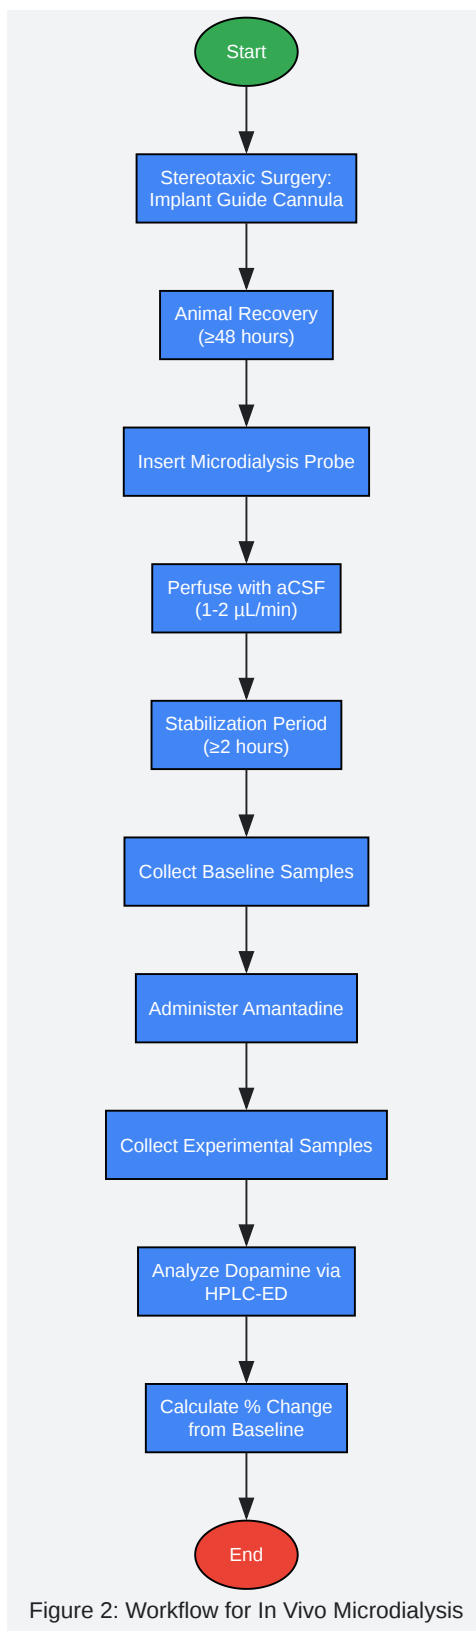 Start
Stereotaxic Surgery:
Implant Guide Cannula
Animal Recovery
(≥48 hours)
Insert Microdialysis Probe
Perfuse with aCSF
(1-2 µL/min)
Stabilization Period
(≥2 hours)
Collect Baseline Samples
Administer Amantadine
Collect Experimental Samples
Analyze Dopamine via
HPLC-ED
Calculate % Change
from Baseline
End
Figure 2: Workflow for In Vivo Microdialysis